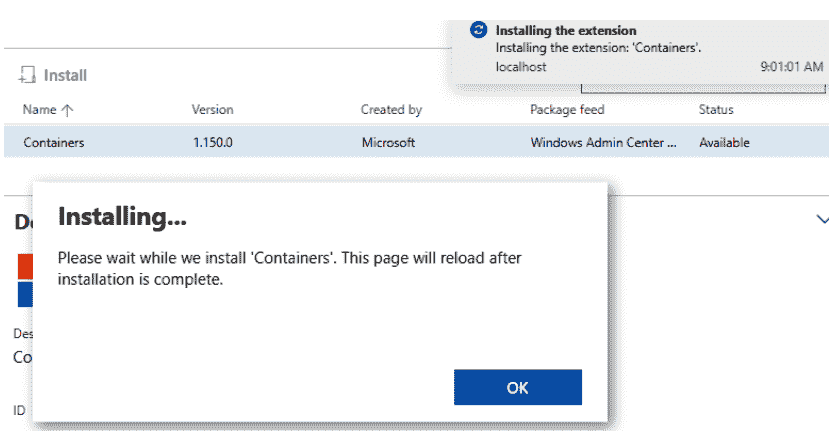 Installing the extension
Installing the extension: 'Containers'.
localhost 9:01:01 AM
Install
Name Version Created by Package feed Status
Containers 1.150.0 Microsoft Windows Admin Center ... Available
Installing...
Please wait while we install 'Containers'. This page will reload after
installation is complete.
OK
ID